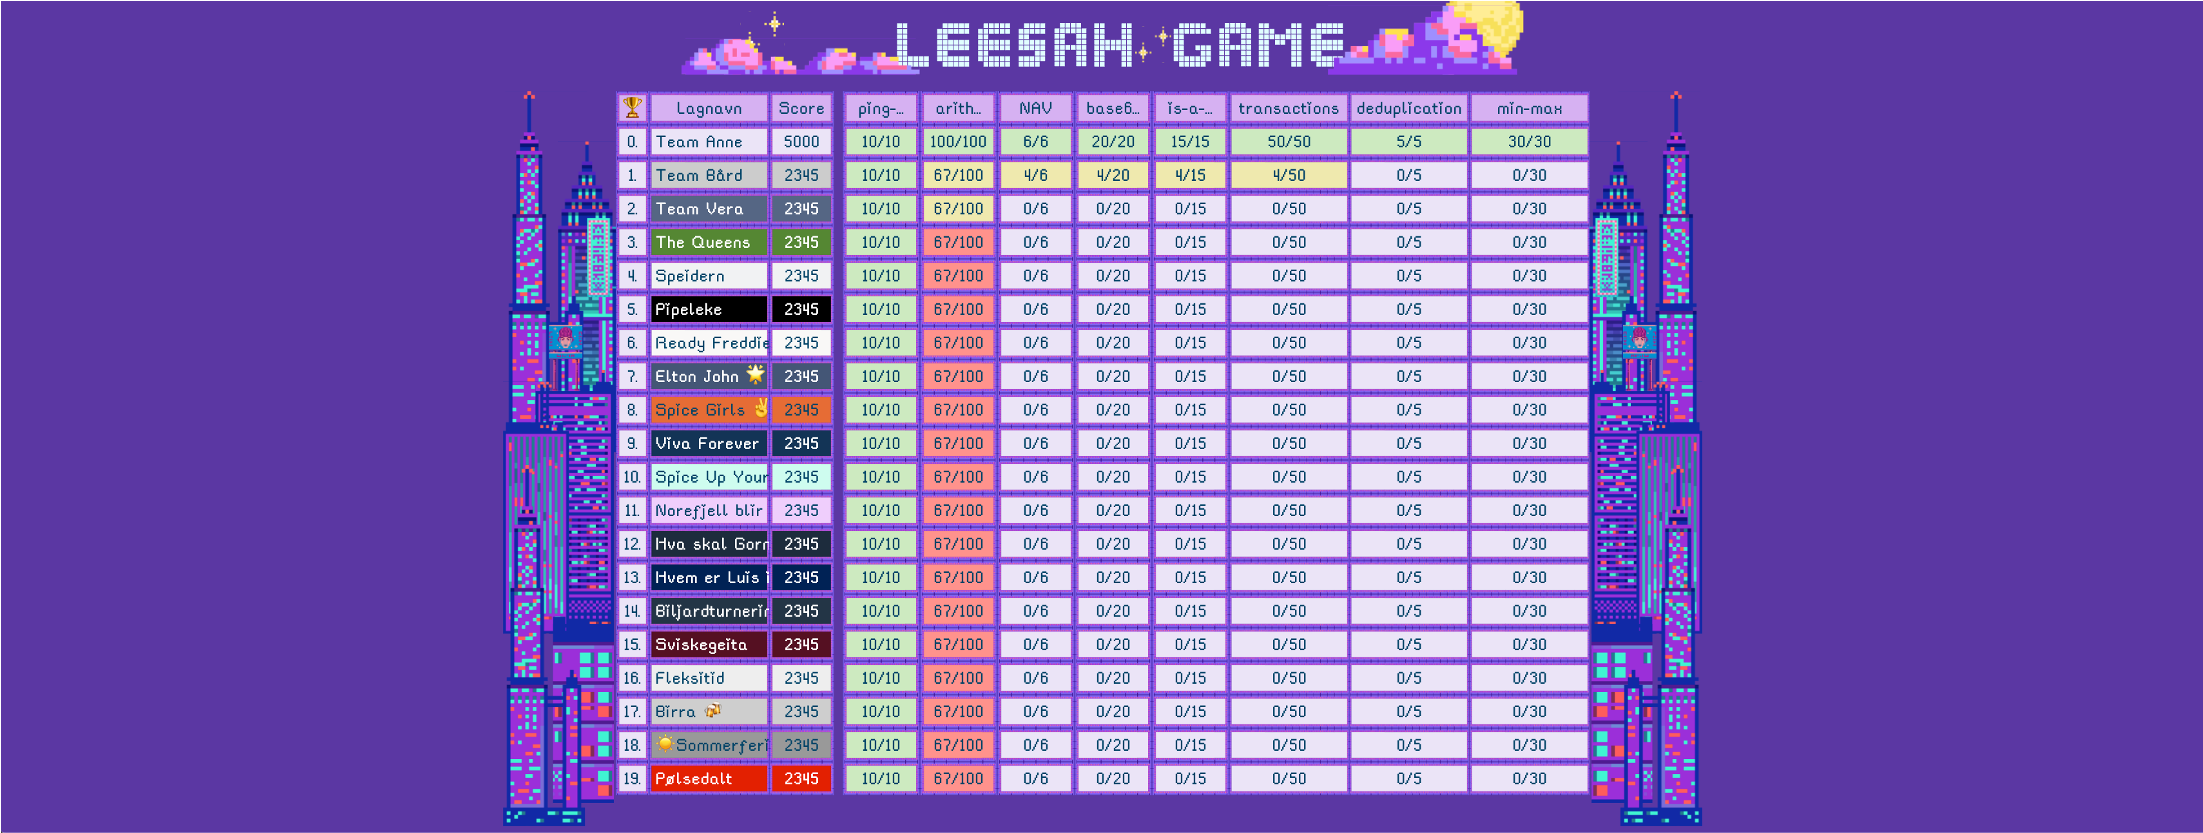 LEESAH GAME
Lagnavn Score ping-… arith… NAV base6… is-a-… transactions deduplication min-max
0. Team Anne 5000 10/10 100/100 6/6 20/20 15/15 50/50 5/5 30/30
1. Team Bård 2345 10/10 67/100 4/6 4/20 4/15 4/50 0/5 0/30
2. Team Vera 2345 10/10 67/100 0/6 0/20 0/15 0/50 0/5 0/30
3. The Queens 2345 10/10 67/100 0/6 0/20 0/15 0/50 0/5 0/30
4. Speidern 2345 10/10 67/100 0/6 0/20 0/15 0/50 0/5 0/30
5. Pipeleke 2345 10/10 67/100 0/6 0/20 0/15 0/50 0/5 0/30
6. Ready Freddie 2345 10/10 67/100 0/6 0/20 0/15 0/50 0/5 0/30
7. Elton John 🌟 2345 10/10 67/100 0/6 0/20 0/15 0/50 0/5 0/30
8. Spice Girls ✌ 2345 10/10 67/100 0/6 0/20 0/15 0/50 0/5 0/30
9. Viva Forever 2345 10/10 67/100 0/6 0/20 0/15 0/50 0/5 0/30
10. Spice Up Your 2345 10/10 67/100 0/6 0/20 0/15 0/50 0/5 0/30
11. Norefjell blir 2345 10/10 67/100 0/6 0/20 0/15 0/50 0/5 0/30
12. Hva skal Gorn 2345 10/10 67/100 0/6 0/20 0/15 0/50 0/5 0/30
13. Hvem er Luis i 2345 10/10 67/100 0/6 0/20 0/15 0/50 0/5 0/30
14. Biljardturnerin 2345 10/10 67/100 0/6 0/20 0/15 0/50 0/5 0/30
15. Sviskegeita 2345 10/10 67/100 0/6 0/20 0/15 0/50 0/5 0/30
16. Fleksitid 2345 10/10 67/100 0/6 0/20 0/15 0/50 0/5 0/30
17. Birra 🍻 2345 10/10 67/100 0/6 0/20 0/15 0/50 0/5 0/30
18. ☀️Sommerferi 2345 10/10 67/100 0/6 0/20 0/15 0/50 0/5 0/30
19. Pølsedalt 2345 10/10 67/100 0/6 0/20 0/15 0/50 0/5 0/30